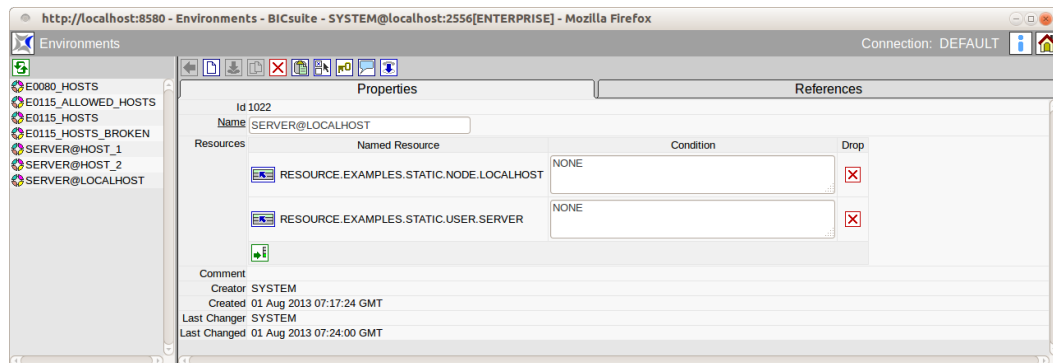 http://localhost:8580 - Environments - BICsuite - SYSTEM@localhost:2556[ENTERPRISE] - Mozilla Firefox
Environments
Connection: DEFAULT
E0080_HOSTS
E0115_ALLOWED_HOSTS
E0115_HOSTS
E0115_HOSTS_BROKEN
SERVER@HOST_1
SERVER@HOST_2
SERVER@LOCALHOST
Properties References
Id 1022
Name SERVER@LOCALHOST
Resources Named Resource Condition Drop
RESOURCE.EXAMPLES.STATIC.NODE.LOCALHOST NONE
RESOURCE.EXAMPLES.STATIC.USER.SERVER NONE
Comment
Creator SYSTEM
Created 01 Aug 2013 07:17:24 GMT
Last Changer SYSTEM
Last Changed 01 Aug 2013 07:24:00 GMT